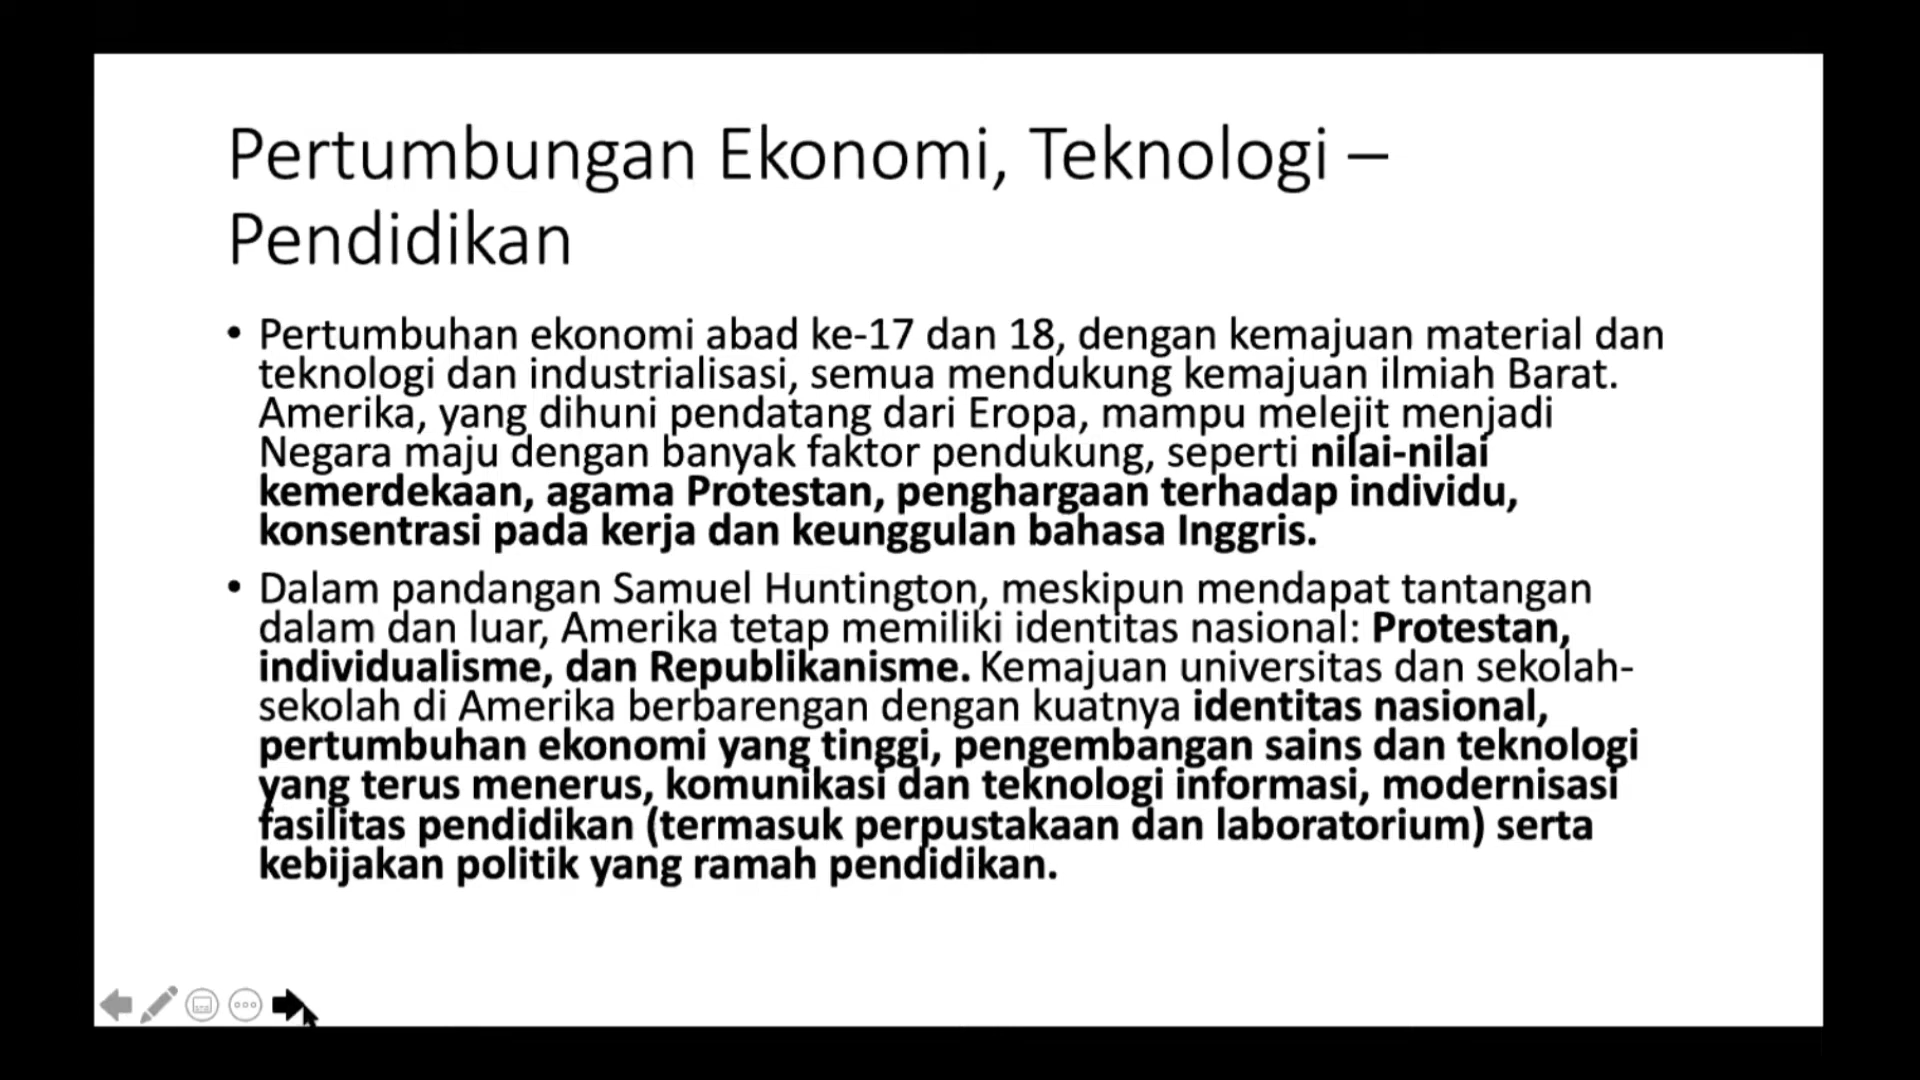 Pertumbungan Ekonomi, Teknologi –
Pendidikan
• Pertumbuhan ekonomi abad ke-17 dan 18, dengan kemajuan material dan
teknologi dan industrialisasi, semua mendukung kemajuan ilmiah Barat.
Amerika, yang dihuni pendatang dari Eropa, mampu melejit menjadi
Negara maju dengan banyak faktor pendukung, seperti nilai-nilai
kemerdekaan, agama Protestan, penghargaan terhadap individu,
konsentrasi pada kerja dan keunggulan bahasa Inggris.
• Dalam pandangan Samuel Huntington, meskipun mendapat tantangan
dalam dan luar, Amerika tetap memiliki identitas nasional: Protestan,
individualisme, dan Republikanisme. Kemajuan universitas dan sekolah-
sekolah di Amerika berbarengan dengan kuatnya identitas nasional,
pertumbuhan ekonomi yang tinggi, pengembangan sains dan teknologi
yang terus menerus, komunikasi dan teknologi informasi, modernisasi
fasilitas pendidikan (termasuk perpustakaan dan laboratorium) serta
kebijakan politik yang ramah pendidikan.